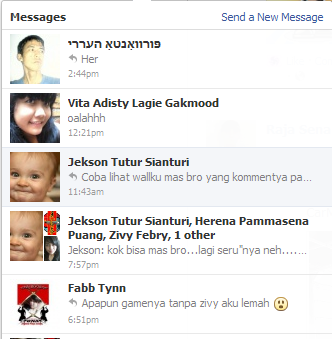 Messages
Send a New Message
פּוּרוואָנטאָ הערריי
Her
2:44pm
Vita Adisty Lagie Gakmood
oalahhh
12:21pm
Jekson Tutur Sianturi
Coba lihat wallku mas bro yang kommentya pa...
11:43am
Jekson Tutur Sianturi, Herena Pammasena
Puang, Zivy Febry, 1 other
Jekson: kok bisa mas bro...lagi seru"nya neh....…
7:57pm
Fabb Tynn
Apapun gamenya tanpa zivy aku lemah
6:51pm